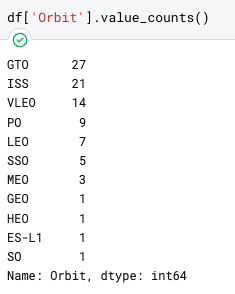 df['Orbit'].value_counts()
GTO 27
ISS 21
VLEO 14
PO 9
LEO 7
SSO 5
MEO 3
GEO 1
HEO 1
ES-L1 1
SO 1
Name: Orbit, dtype: int64